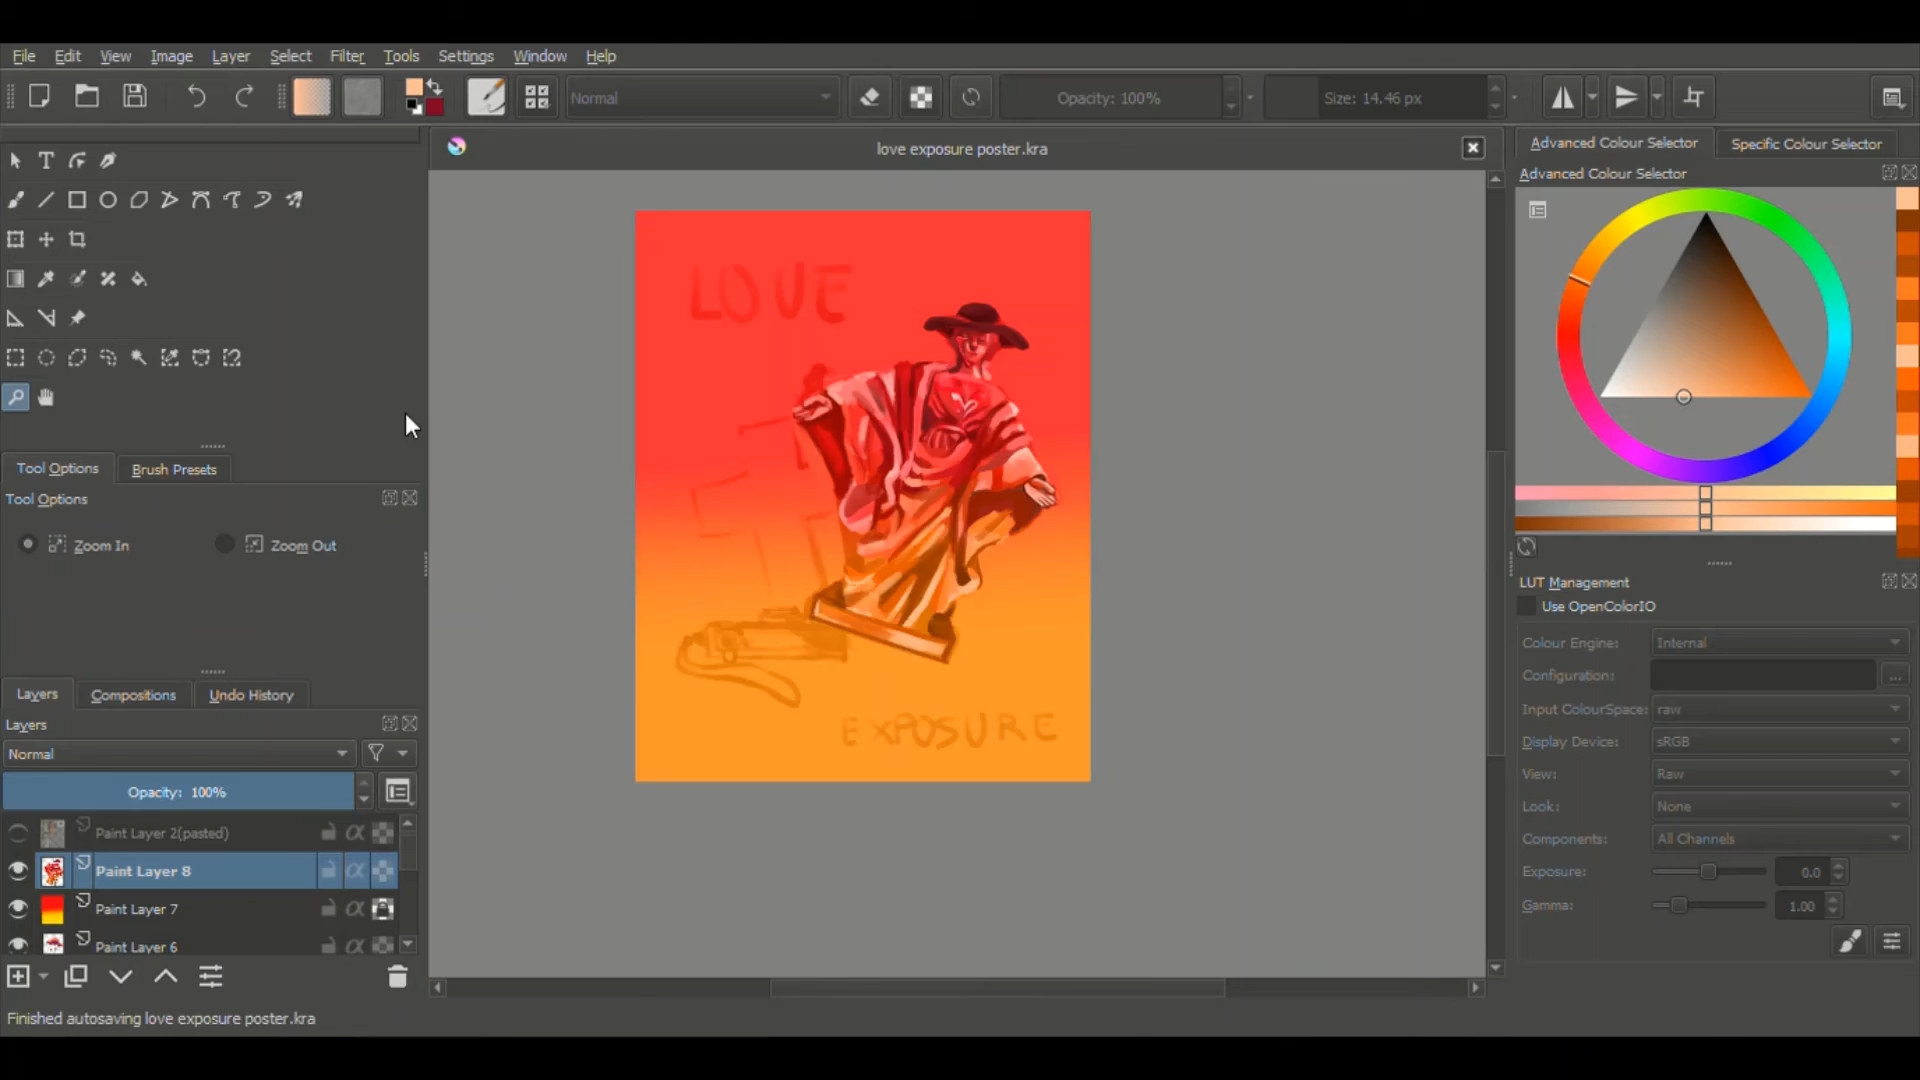 File Edit View Image Layer Select Filter Tools Settings Window Help
Normal Opacity: 100% Size: 14.46 px
love exposure poster.kra
Advanced Colour Selector Specific Colour Selector
Advanced Colour Selector
LOVE
EXPOSURE
Tool Options Brush Presets
Tool Options
Zoom In Zoom Out
Layers Compositions Undo History
Layers
Normal
Opacity: 100%
Paint Layer 2(pasted)
Paint Layer 8
Paint Layer 7
Paint Layer 6
Finished autosaving love exposure poster.kra
LUT Management
Use OpenColorIO
Colour Engine: Internal
Configuration: ...
Input ColourSpace: raw
Display Device: sRGB
View: Raw
Look: None
Components: All Channels
Exposure: 0.0
Gamma: 1.00